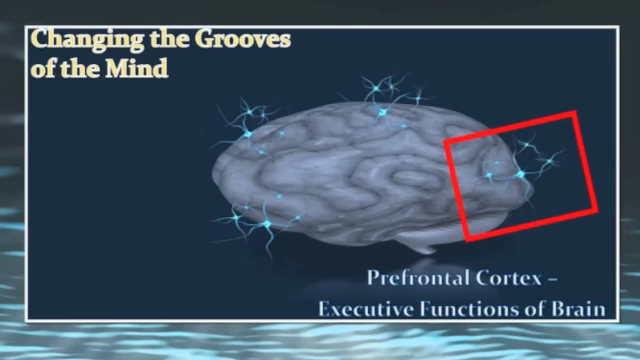 Changing the Grooves
of the Mind
Prefrontal Cortex –
Executive Functions of Brain